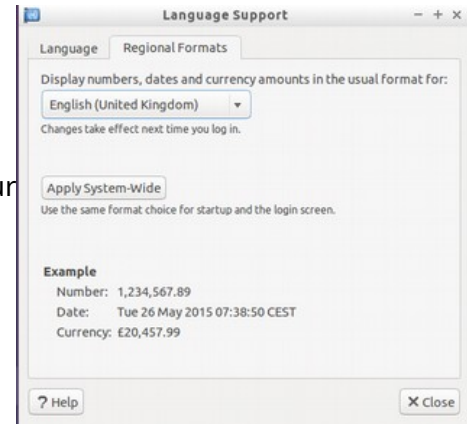 Language Support
Language Regional Formats
Display numbers, dates and currency amounts in the usual format for:
English (United Kingdom)
Changes take effect next time you log in.
Apply System-Wide
Use the same format choice for startup and the login screen.
Example
Number: 1,234,567.89
Date: Tue 26 May 2015 07:38:50 CEST
Currency: £20,457.99
? Help
Close